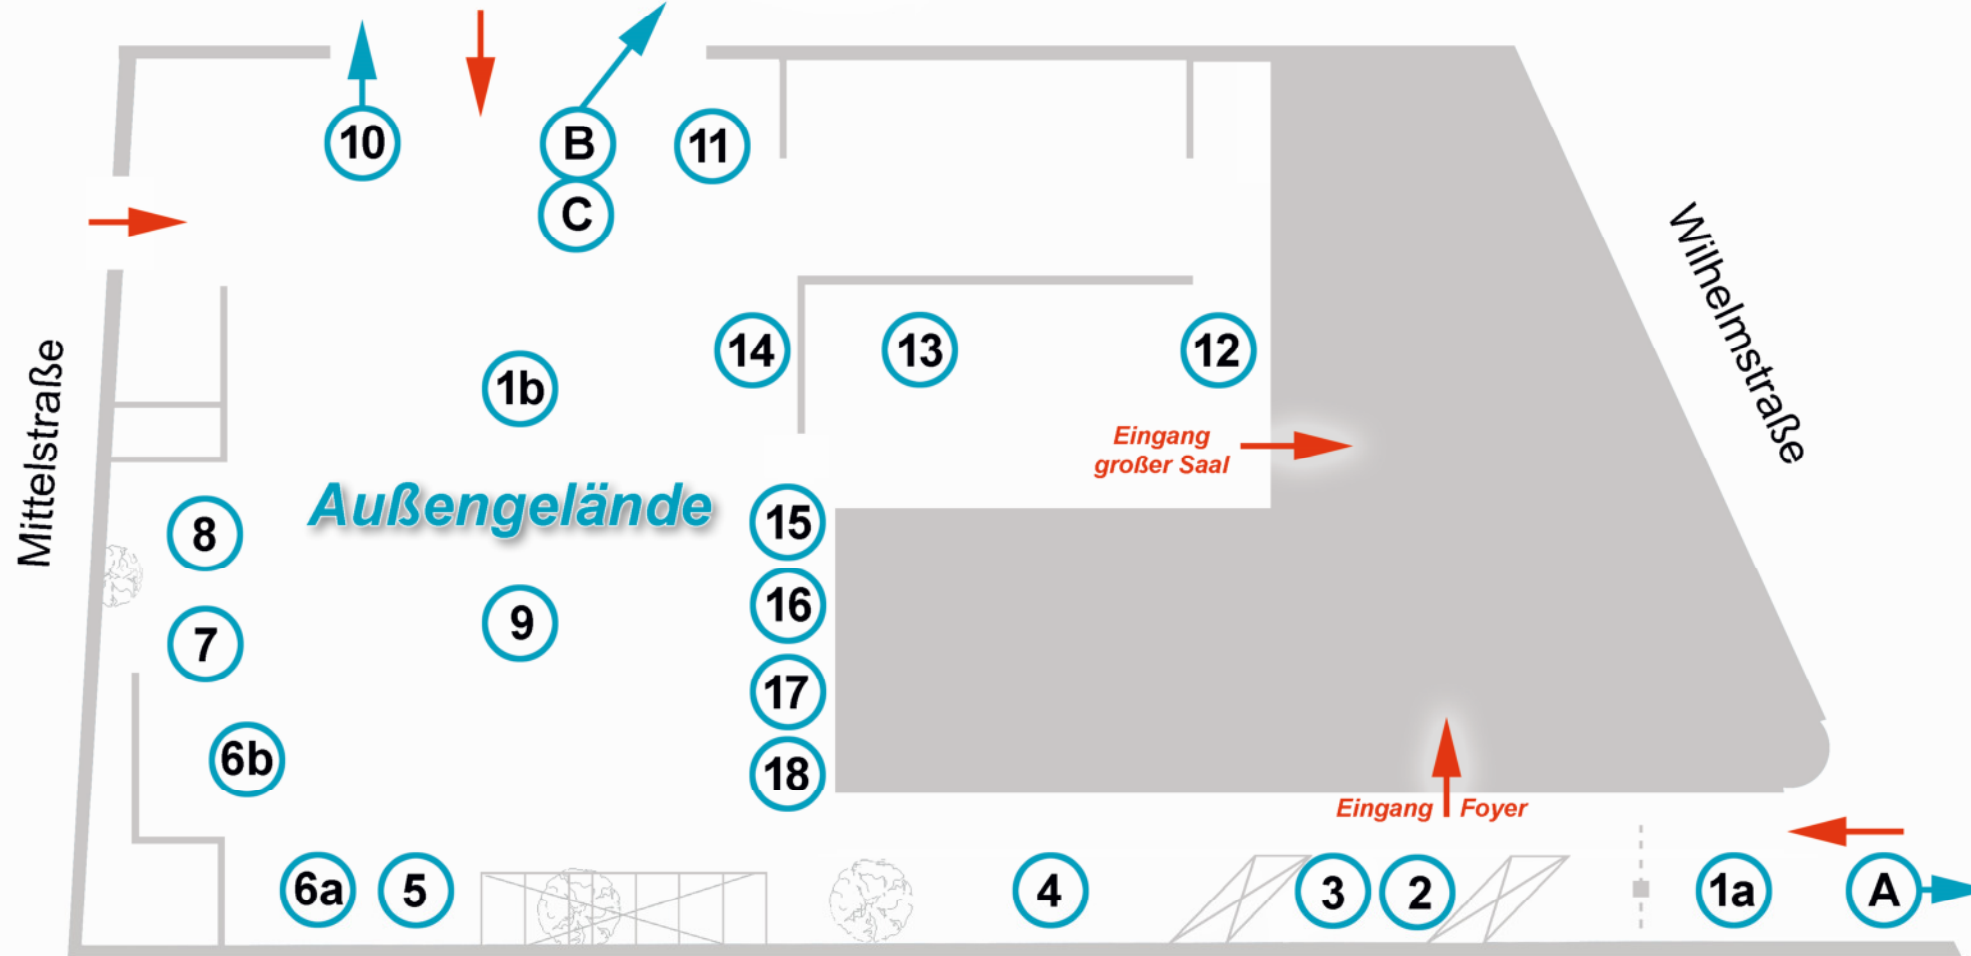 10
B
11
C
Wilhelmstraße
Mittelstraße
14
13
12
1b
Eingang
großer Saal
Außengelände
8
15
9
16
7
17
6b
18
Eingang Foyer
6a
5
4
3
2
1a
A